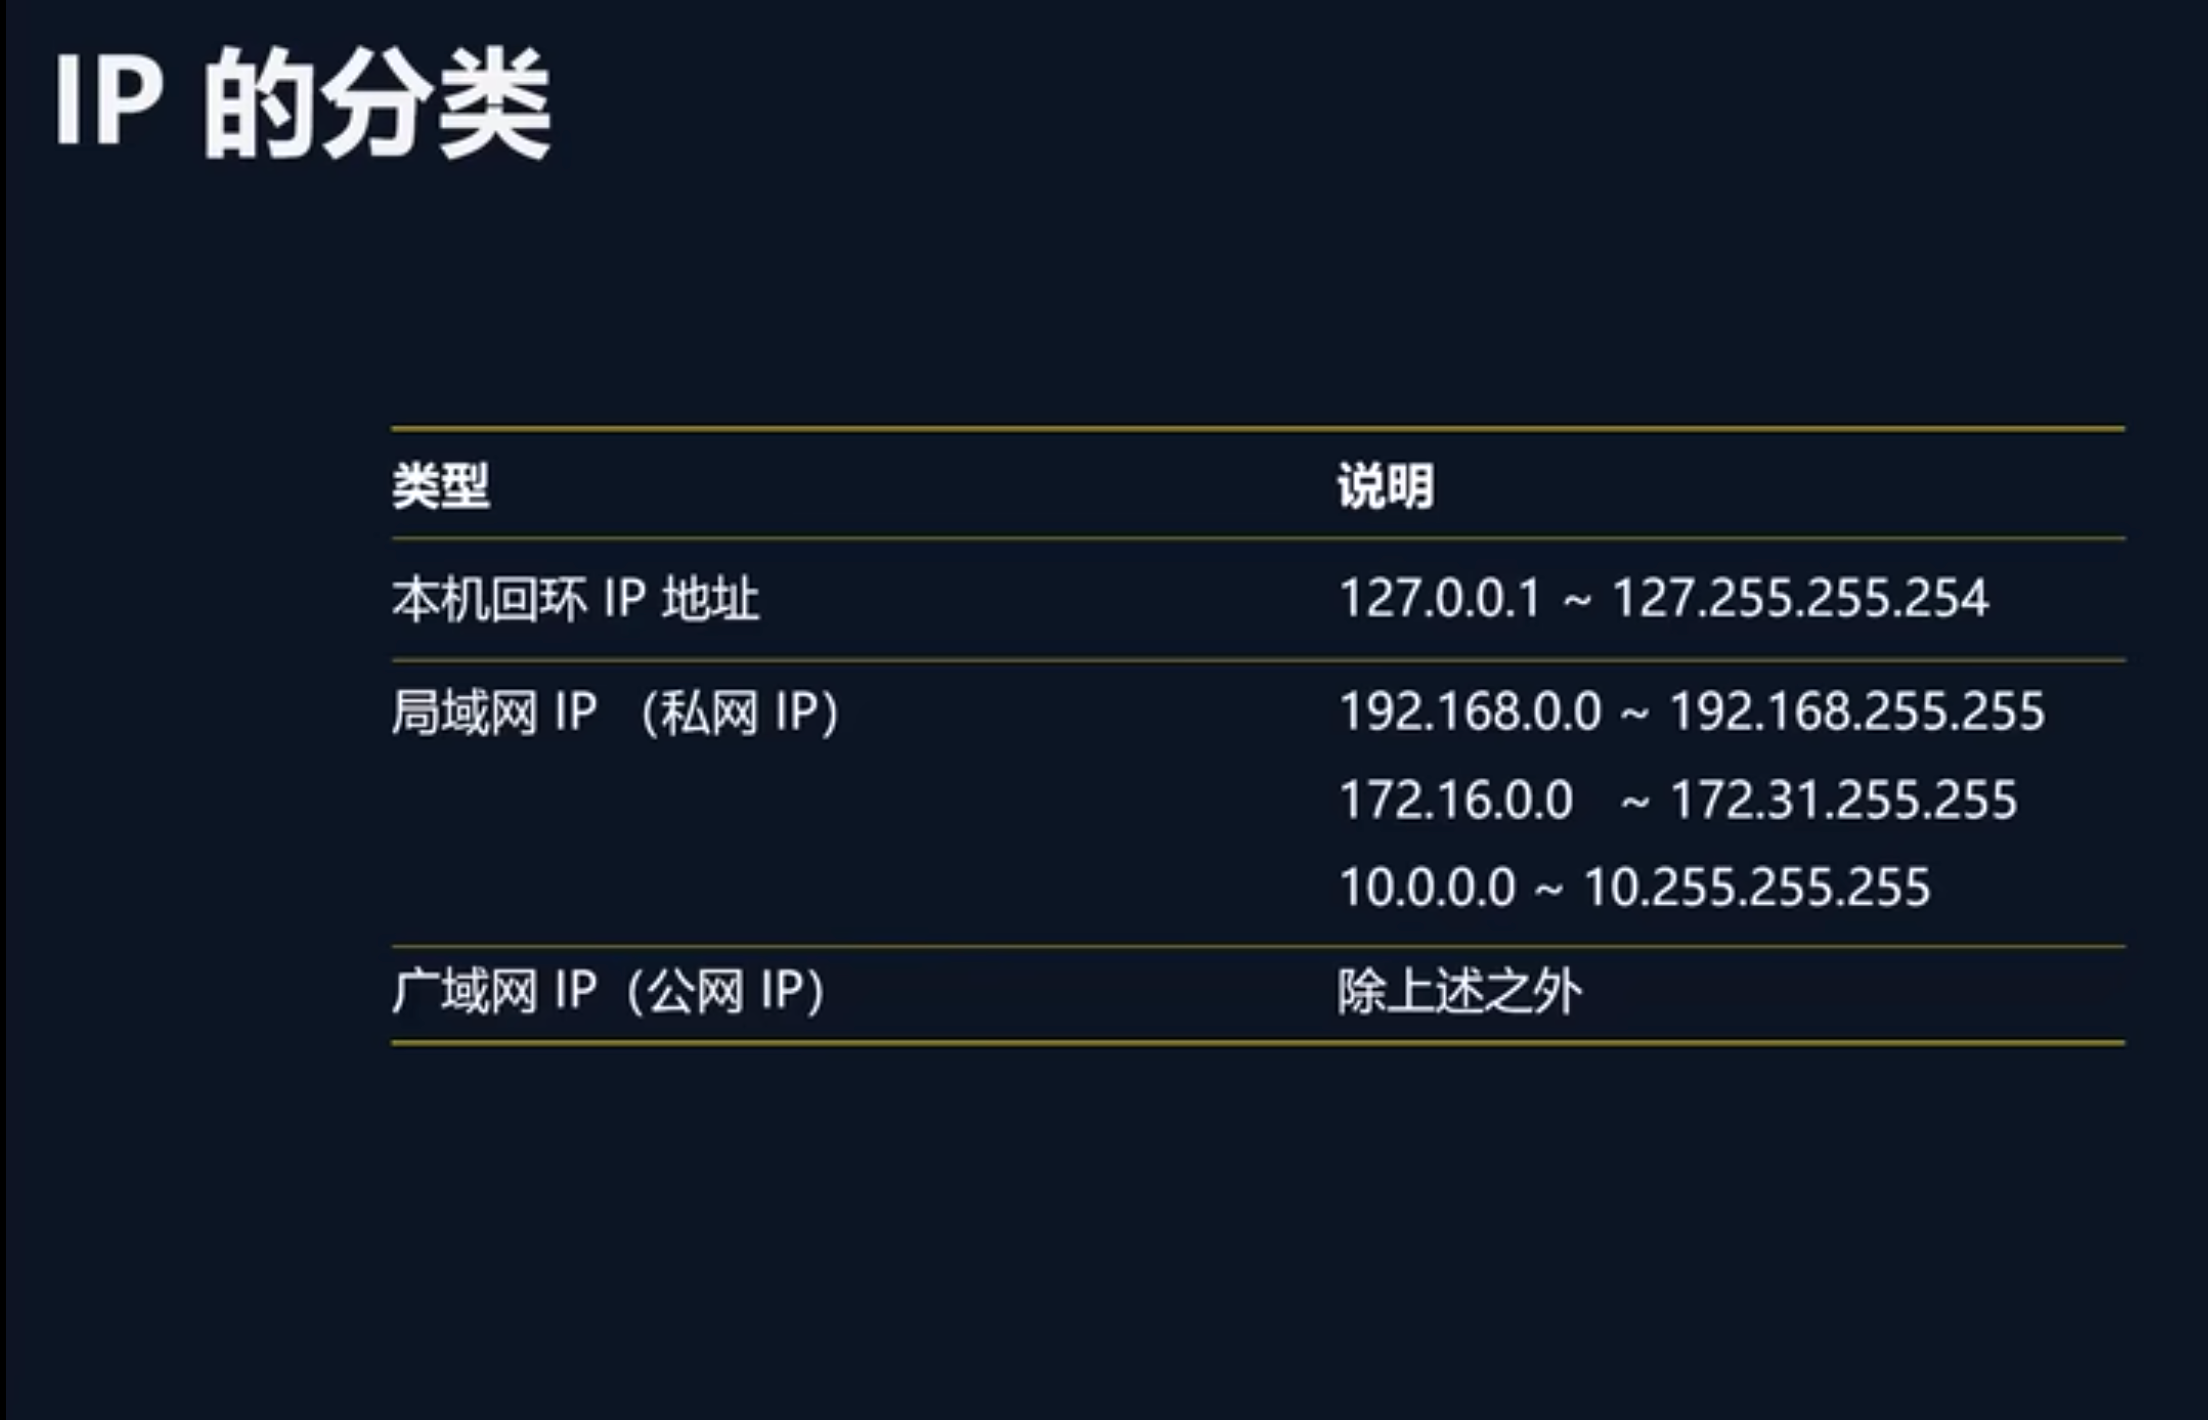 IP 的分类
类型 说明
本机回环 IP 地址 127.0.0.1 ~ 127.255.255.254
局域网 IP （私网 IP） 192.168.0.0 ~ 192.168.255.255
172.16.0.0 ~ 172.31.255.255
10.0.0.0 ~ 10.255.255.255
广域网 IP（公网 IP） 除上述之外